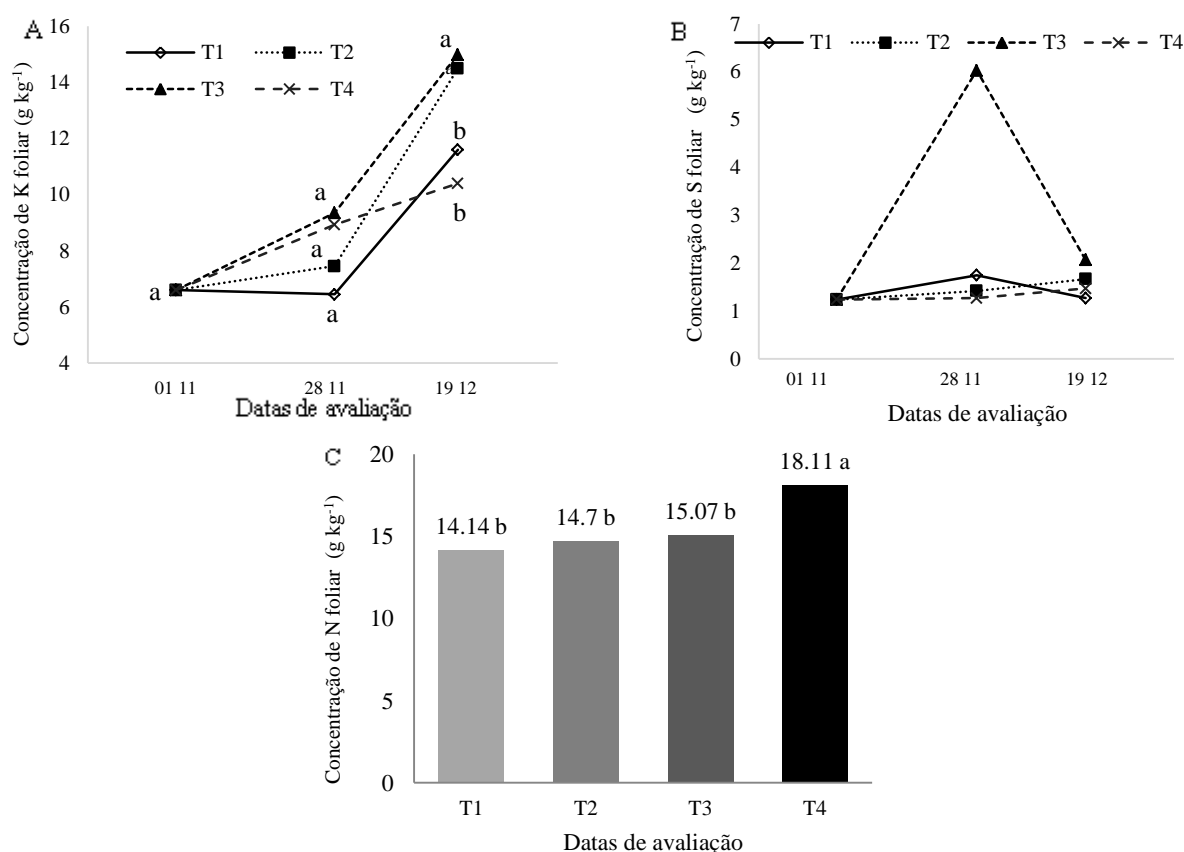 A
T1 T2
T3 T4
Concentração de K foliar (g kg-1)
16
14
12
10
8
6
4
a
a
a
a
a
b
b
01 11 28 11 19 12
Datas de avaliação
B
T1 T2 T3 T4
Concentração de S foliar (g kg-1)
7
6
5
4
3
2
1
0
01 11 28 11 19 12
Datas de avaliação
C
Concentração de N foliar (g kg-1)
20
15
10
5
0
14.14 b 14.7 b 15.07 b 18.11 a
T1 T2 T3 T4
Datas de avaliação